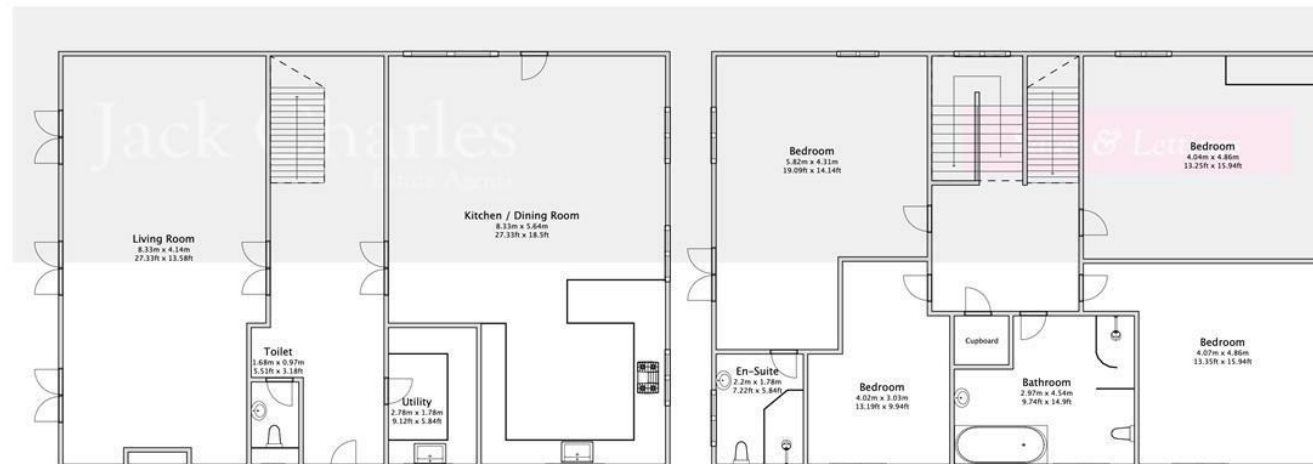 Jack Charles
Estate Agents
Living Room
8.33m x 4.14m
27.33ft x 13.58ft
Toilet
1.68m x 0.97m
5.51ft x 3.18ft
Kitchen / Dining Room
8.33m x 5.64m
27.33ft x 18.5ft
Utility
2.78m x 1.78m
9.12ft x 5.84ft
Bedroom
5.82m x 4.31m
19.09ft x 14.14ft
Sales & Lettings
Bedroom
4.04m x 4.86m
13.25ft x 15.94ft
En-Suite
2.2m x 1.78m
7.22ft x 5.84ft
Bedroom
4.02m x 3.03m
13.19ft x 9.94ft
Cupboard
Bathroom
2.97m x 4.54m
9.74ft x 14.9ft
Bedroom
4.07m x 4.86m
13.35ft x 15.94ft